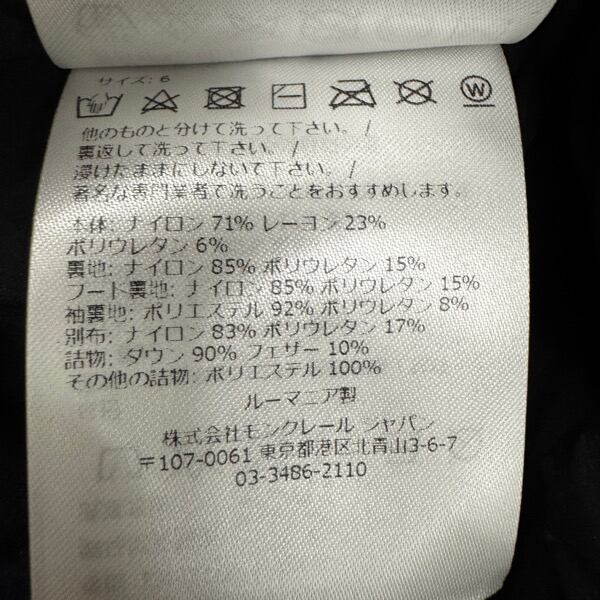 サイズ: 6
W
他のものと分けて洗って下さい。 /
裏返して洗って下さい。 /
浸けたままにしないで下さい。 /
著名な専門業者で洗うことをおすすめします。
本体: ナイロン 71% レーヨン 23%
ポリウレタン 6%
裏地: ナイロン 85% ポリウレタン 15%
フード裏地: ナイロン 85% ポリウレタン 15%
袖裏地: ポリエステル 92% ポリウレタン 8%
別布: ナイロン 83% ポリウレタン 17%
詰物: ダウン 90% フェザー 10%
その他の詰物: ポリエステル 100%
ルーマニア製
株式会社モンクレール ジャパン
〒107-0061 東京都港区北青山3-6-7
03-3486-2110